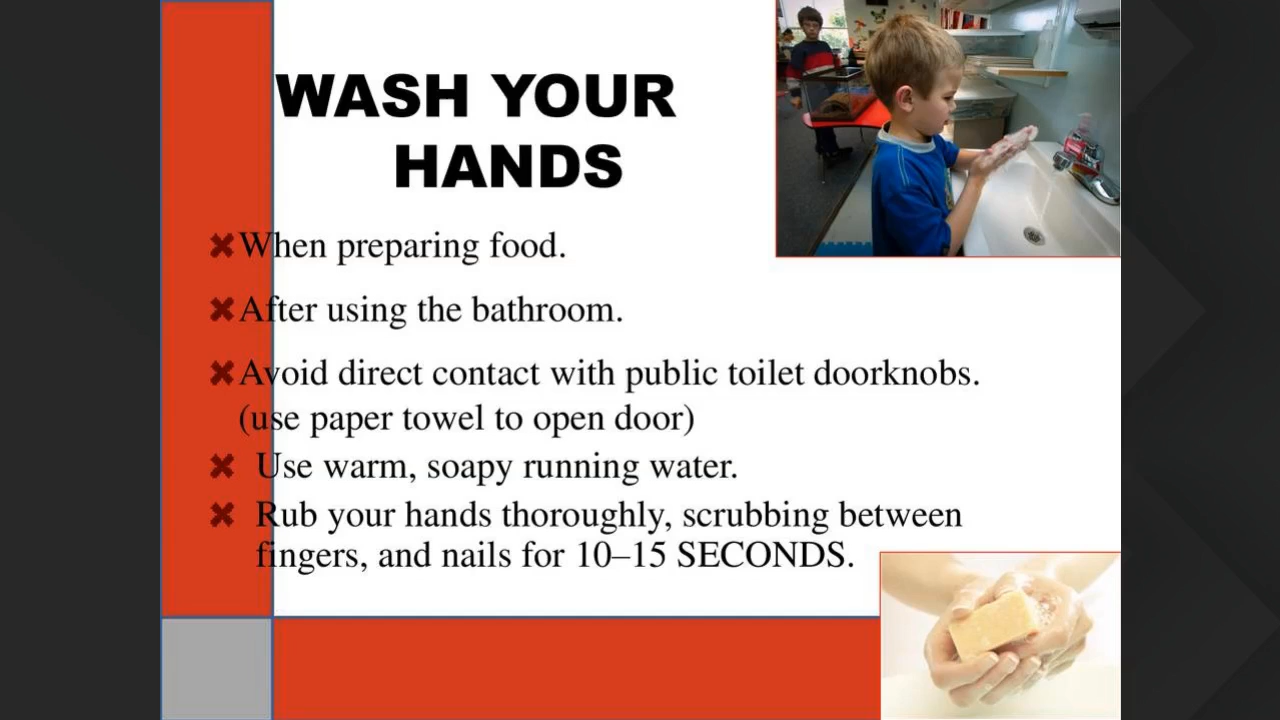 WASH YOUR
HANDS
✖When preparing food.
✖After using the bathroom.
✖Avoid direct contact with public toilet doorknobs.
(use paper towel to open door)
✖ Use warm, soapy running water.
✖ Rub your hands thoroughly, scrubbing between
fingers, and nails for 10–15 SECONDS.